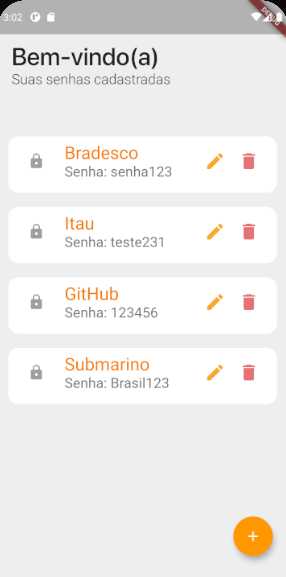 3:02
DEBUG
Bem-vindo(a)
Suas senhas cadastradas
Bradesco
Senha: senha123
Itau
Senha: teste231
GitHub
Senha: 123456
Submarino
Senha: Brasil123
+